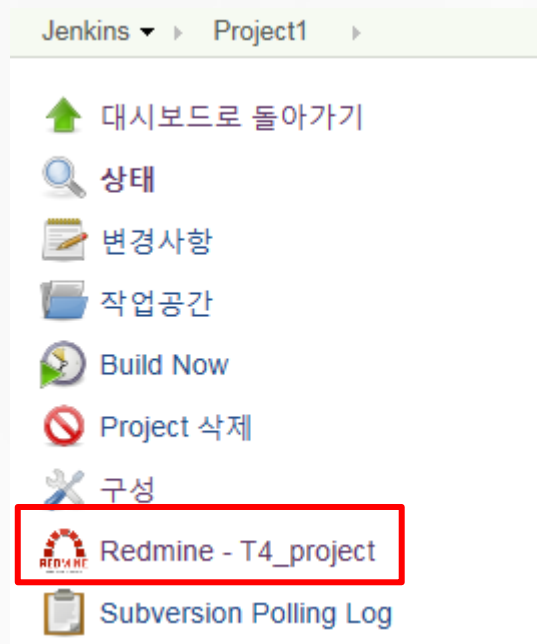 Jenkins Project1
대시보드로 돌아가기
상태
변경사항
작업공간
Build Now
Project 삭제
구성
REDMINE
Redmine - T4_project
Subversion Polling Log